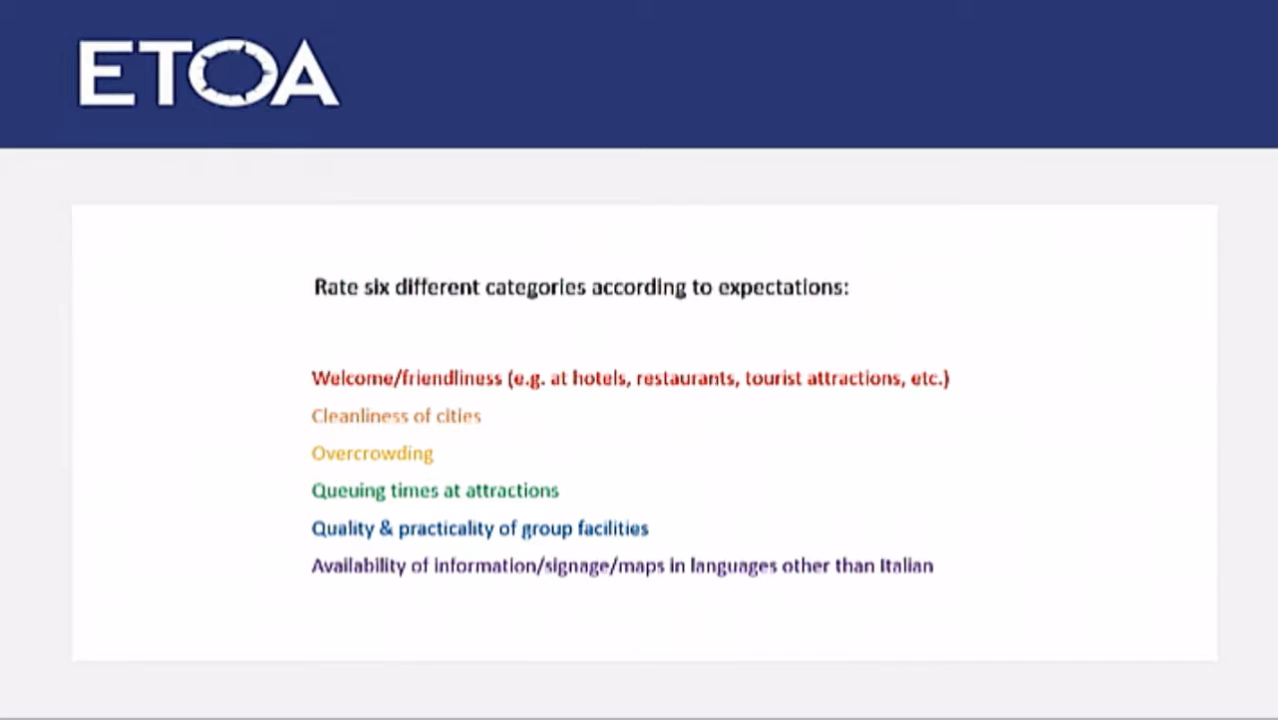 ETOA
Rate six different categories according to expectations:
Welcome/friendliness (e.g. at hotels, restaurants, tourist attractions, etc.)
Cleanliness of cities
Overcrowding
Queuing times at attractions
Quality & practicality of group facilities
Availability of information/signage/maps in languages other than Italian